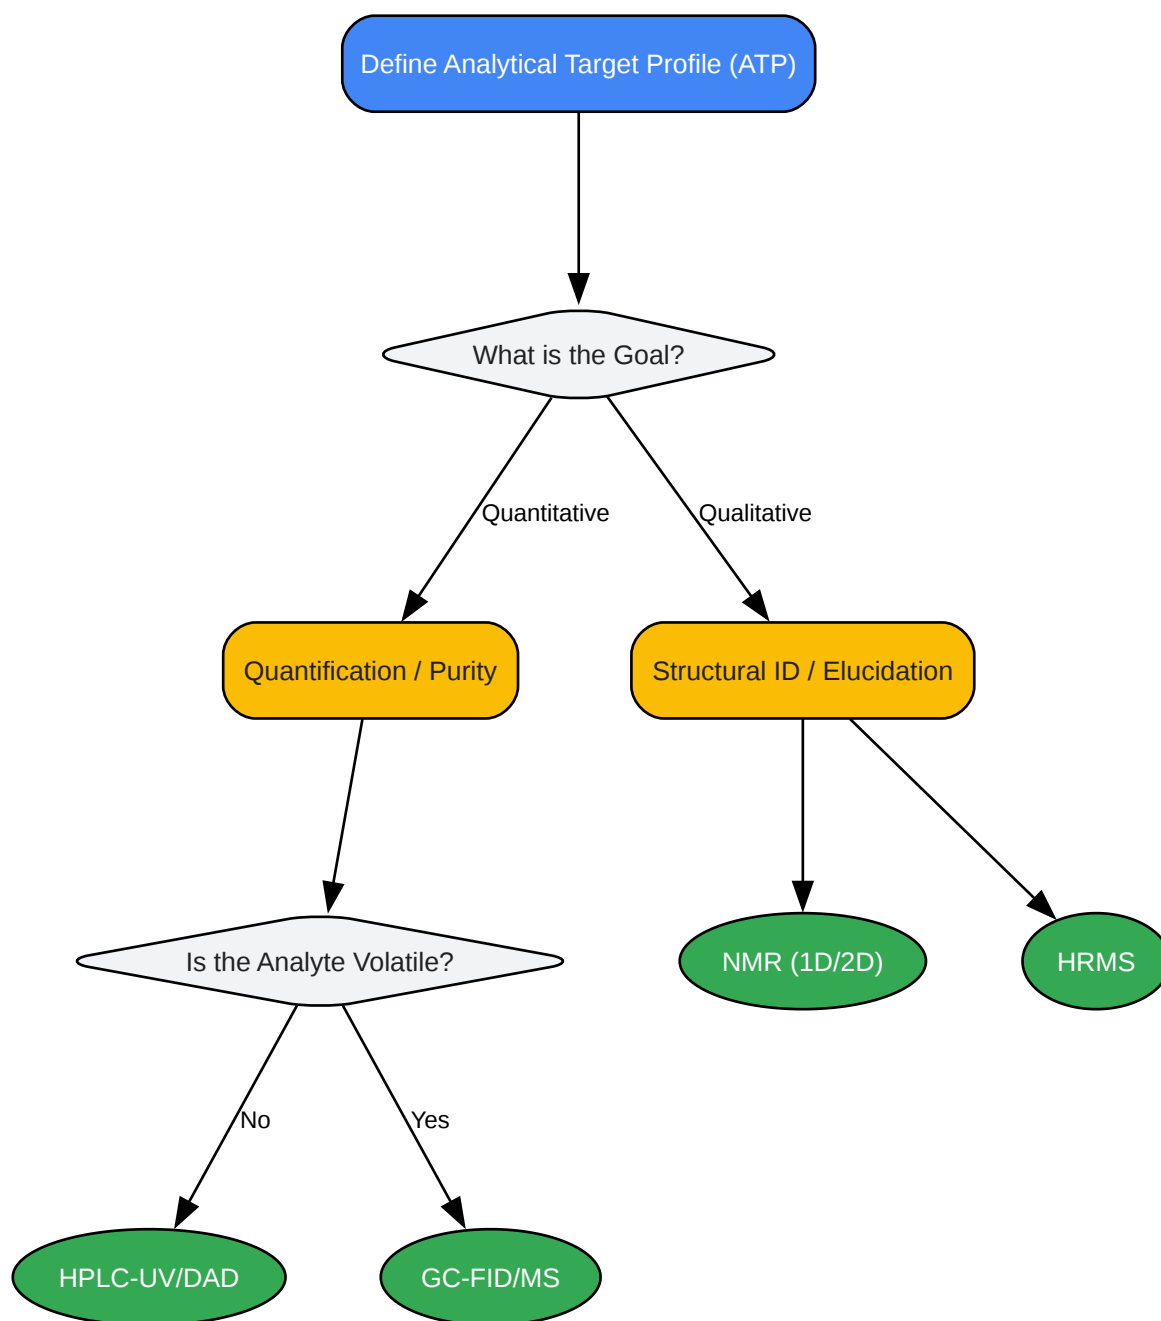 Define Analytical Target Profile (ATP)
What is the Goal?
Quantitative
Qualitative
Quantification / Purity
Structural ID / Elucidation
Is the Analyte Volatile?
NMR (1D/2D)
HRMS
No
Yes
HPLC-UV/DAD
GC-FID/MS